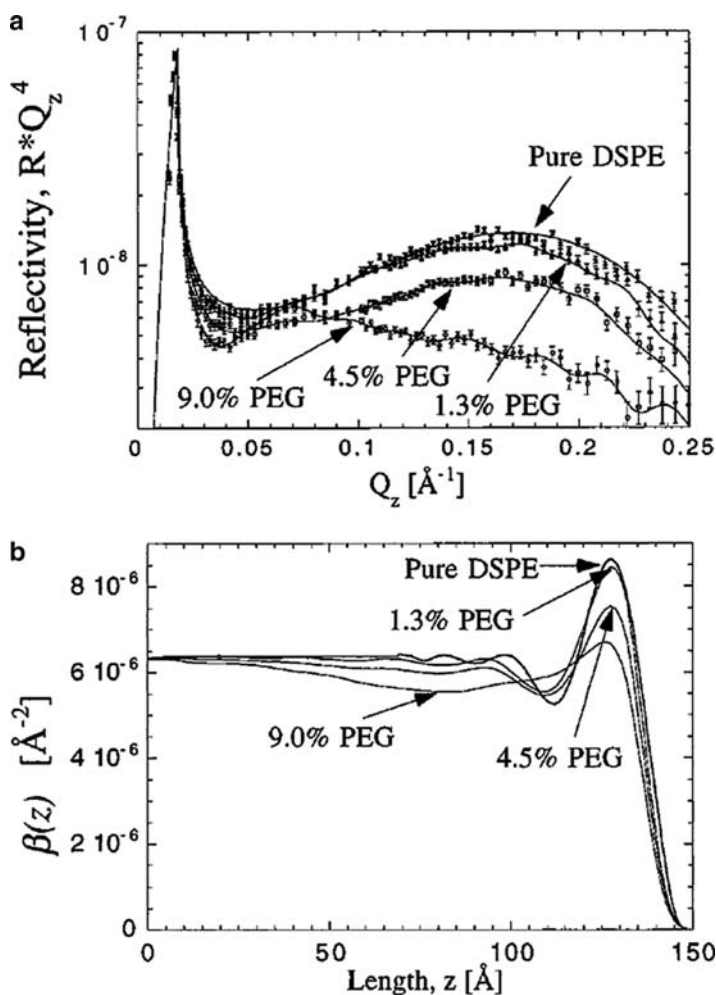 a
10⁻⁷
10⁻⁸
Reflectivity, R*Q_z⁴
Pure DSPE
9.0% PEG
4.5% PEG
1.3% PEG
0 0.05 0.1 0.15 0.2 0.25
Q_z [Å⁻¹]
b
8 10⁻⁶
6 10⁻⁶
4 10⁻⁶
2 10⁻⁶
0
β(z) [Å⁻²]
Pure DSPE
1.3% PEG
9.0% PEG
4.5% PEG
0 50 100 150
Length, z [Å]